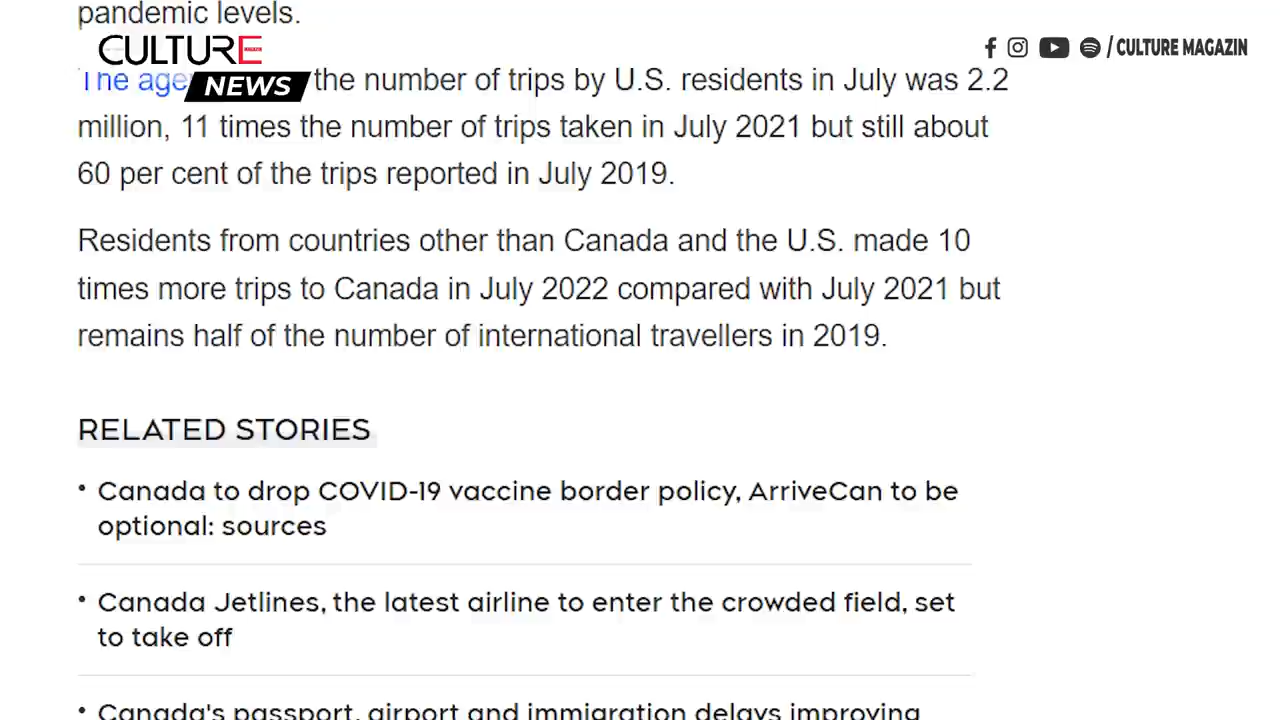 pandemic levels.
CULTURE
NEWS
/ CULTURE MAGAZIN
The age the number of trips by U.S. residents in July was 2.2
million, 11 times the number of trips taken in July 2021 but still about
60 per cent of the trips reported in July 2019.
Residents from countries other than Canada and the U.S. made 10
times more trips to Canada in July 2022 compared with July 2021 but
remains half of the number of international travellers in 2019.
RELATED STORIES
• Canada to drop COVID-19 vaccine border policy, ArriveCan to be
optional: sources
• Canada Jetlines, the latest airline to enter the crowded field, set
to take off
• Canada's passport, airport and immigration delays improving